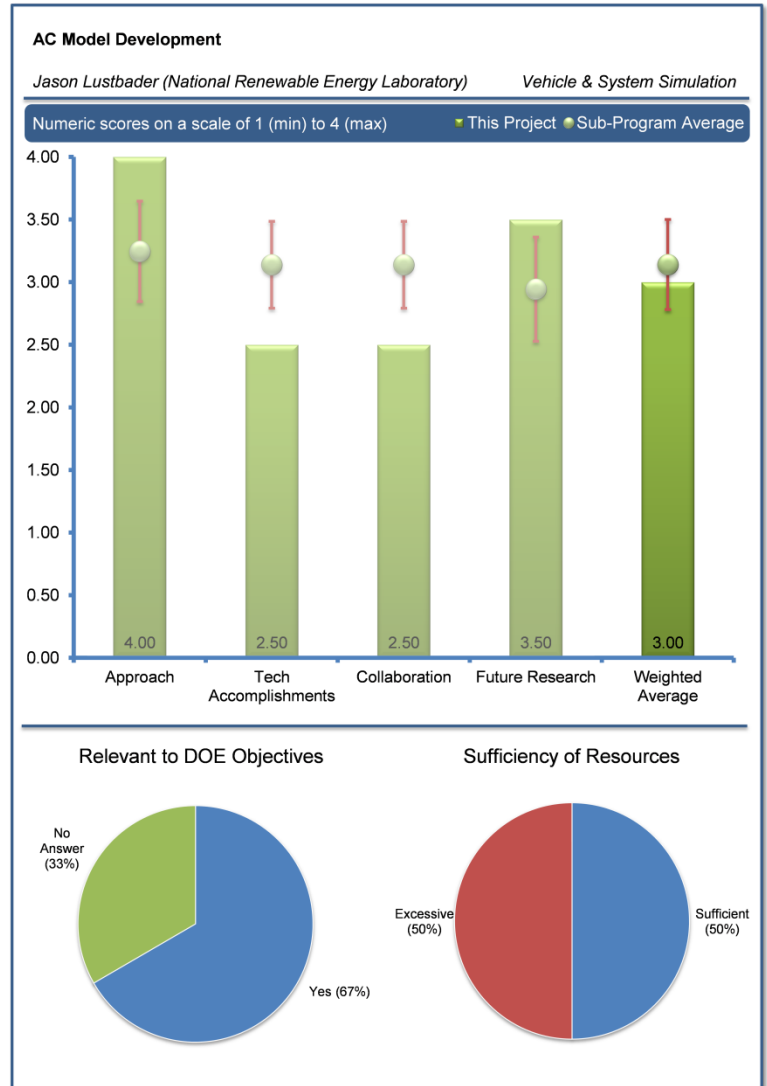 AC Model Development
Jason Lustbader (National Renewable Energy Laboratory) Vehicle & System Simulation
Numeric scores on a scale of 1 (min) to 4 (max) This Project Sub-Program Average
4.00
3.50
3.00
2.50
2.00
1.50
1.00
0.50
0.00
4.00 2.50 2.50 3.50 3.00
Approach Tech Collaboration Future Research Weighted
Accomplishments Average
Relevant to DOE Objectives Sufficiency of Resources
No
Answer
(33%)
Yes (67%)
Excessive
(50%)
Sufficient
(50%)